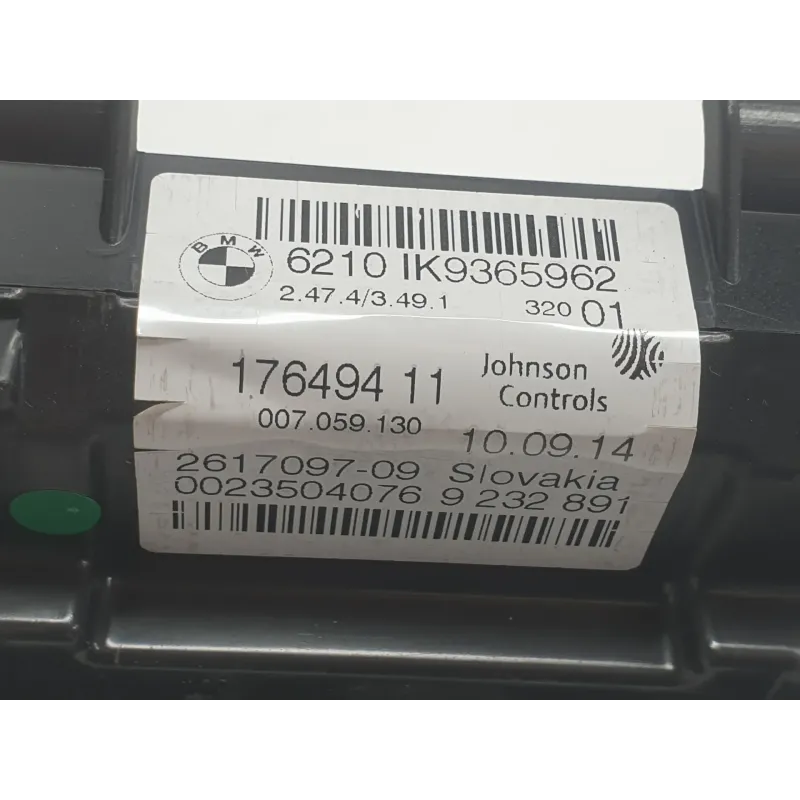 BMW
6210 IK9365962
2.47.4/3.49.1 320 01
176494 11 Johnson
Controls
007.059.130 10.09.14
2617097-09 Slovakia
0023504076 9 232 891